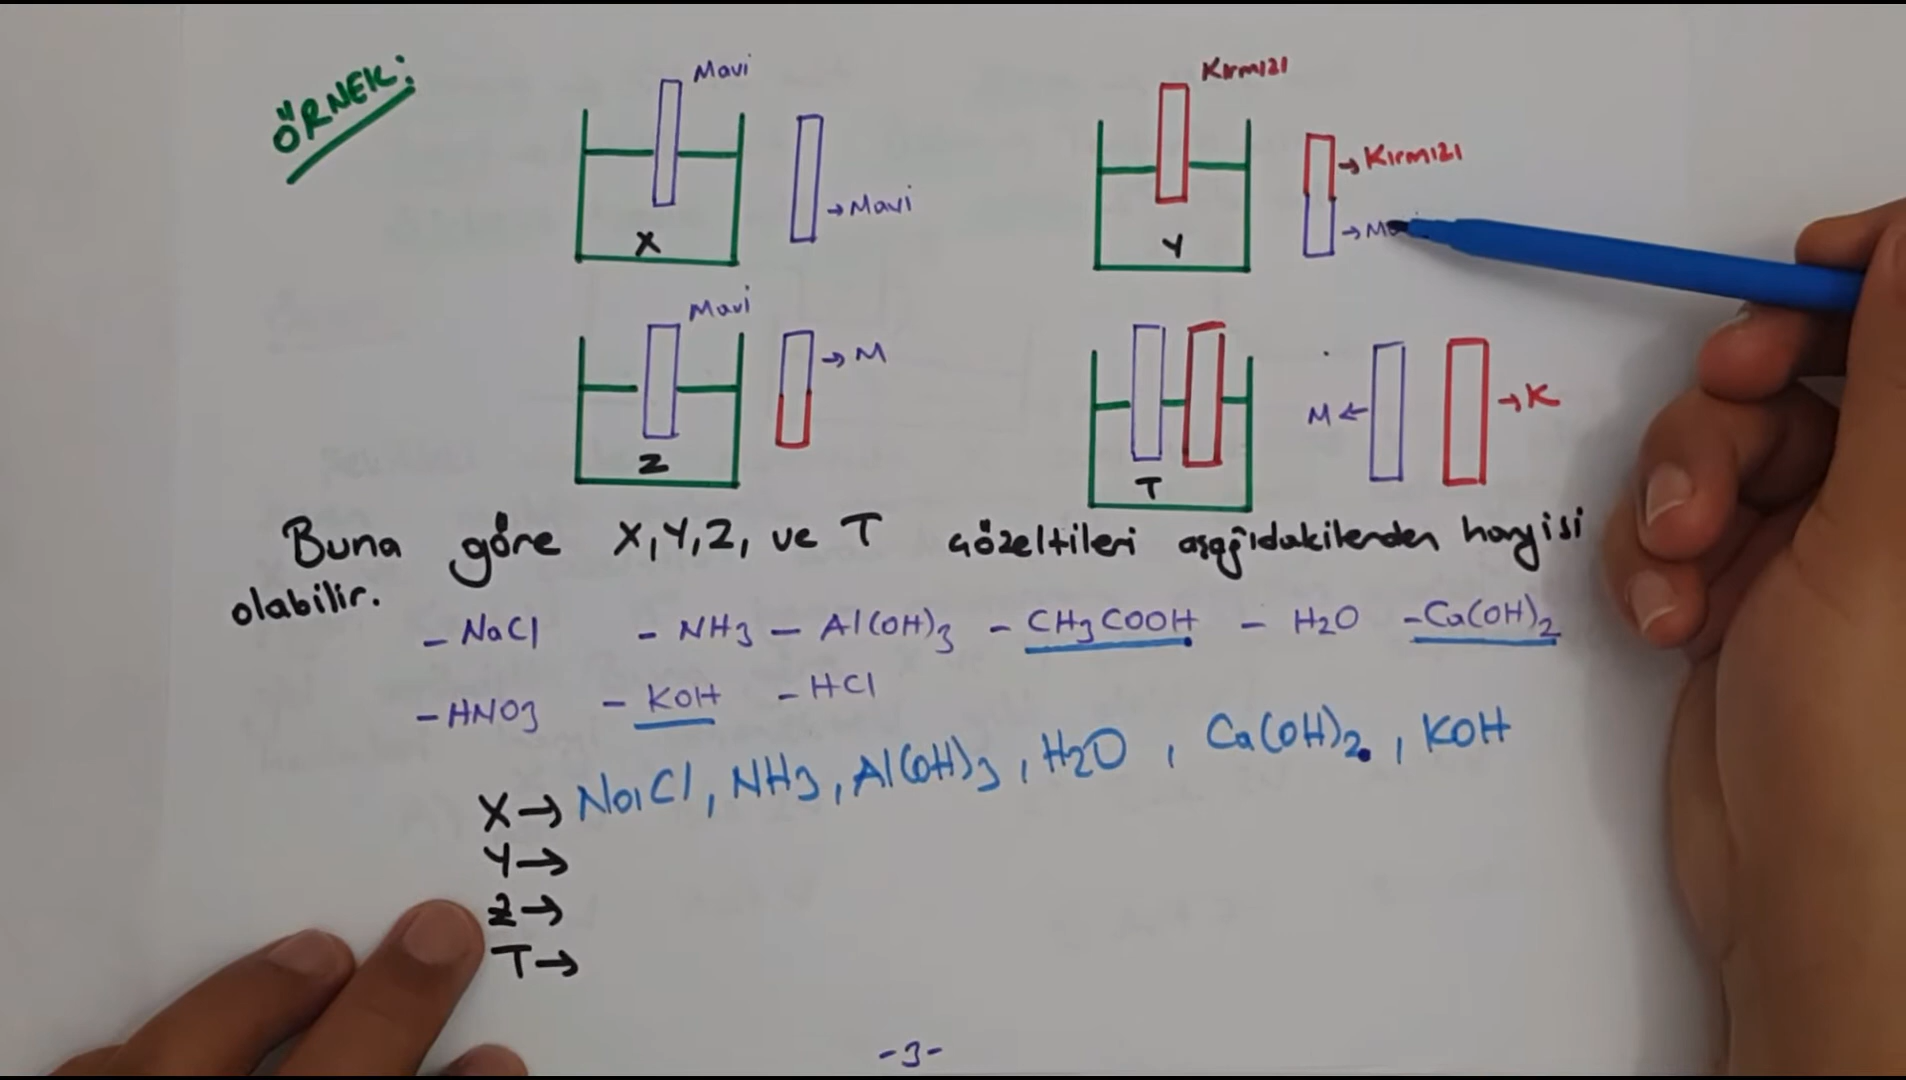 ÖRNEK:
Mavi
→Mavi
X
Kırmızı
→Kırmızı
Y
Mavi
→M
Z
M←
→K
T
Buna göre X,Y,Z, ve T çözeltileri aşağıdakilerden hangisi
olabilir.
- NaCl - NH3 - Al(OH)3 - CH3COOH - H2O - Ca(OH)2
- HNO3 - KOH - HCl
X→ NaCl, NH3, Al(OH)3, H2O, Ca(OH)2, KOH
Y→
Z→
T→
-3-